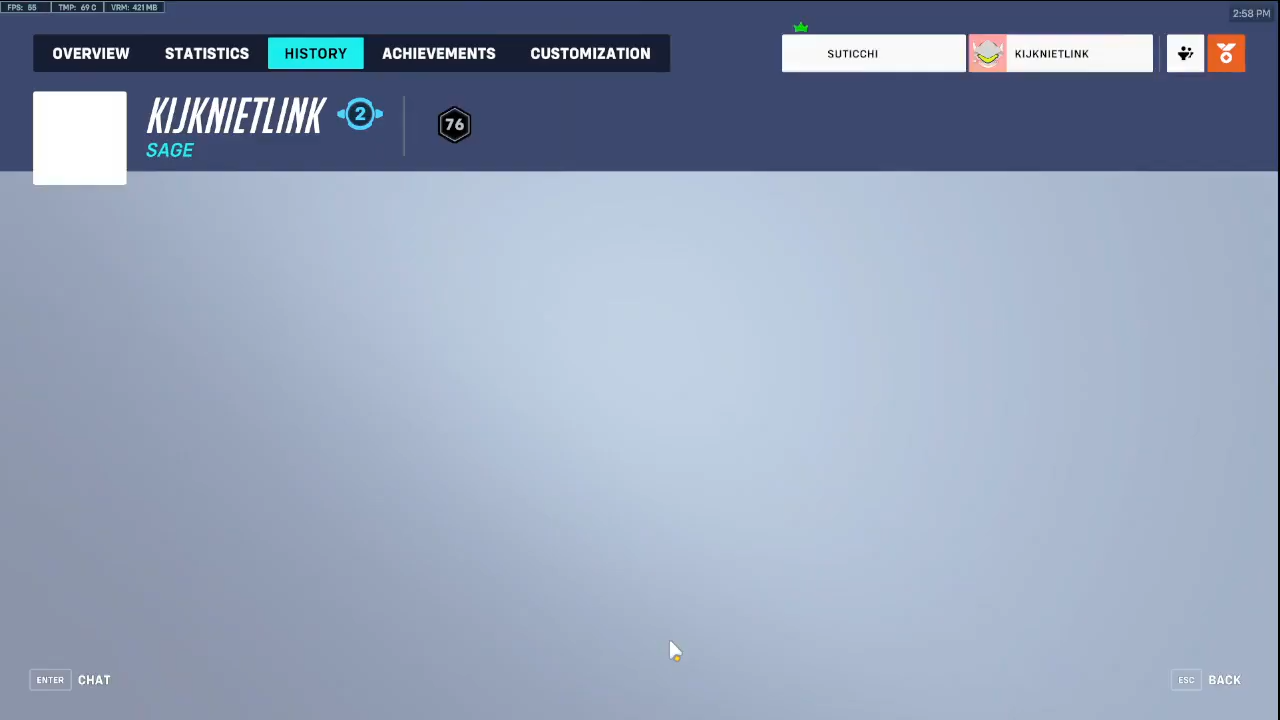 FPS: 55 TMP: 69 C VRM: 421 MB
2:58 PM
OVERVIEW STATISTICS HISTORY ACHIEVEMENTS CUSTOMIZATION
SUTICCHI KIJKNIETLINK
KIJKNIETLINK 2 76
SAGE
ENTER CHAT
ESC BACK